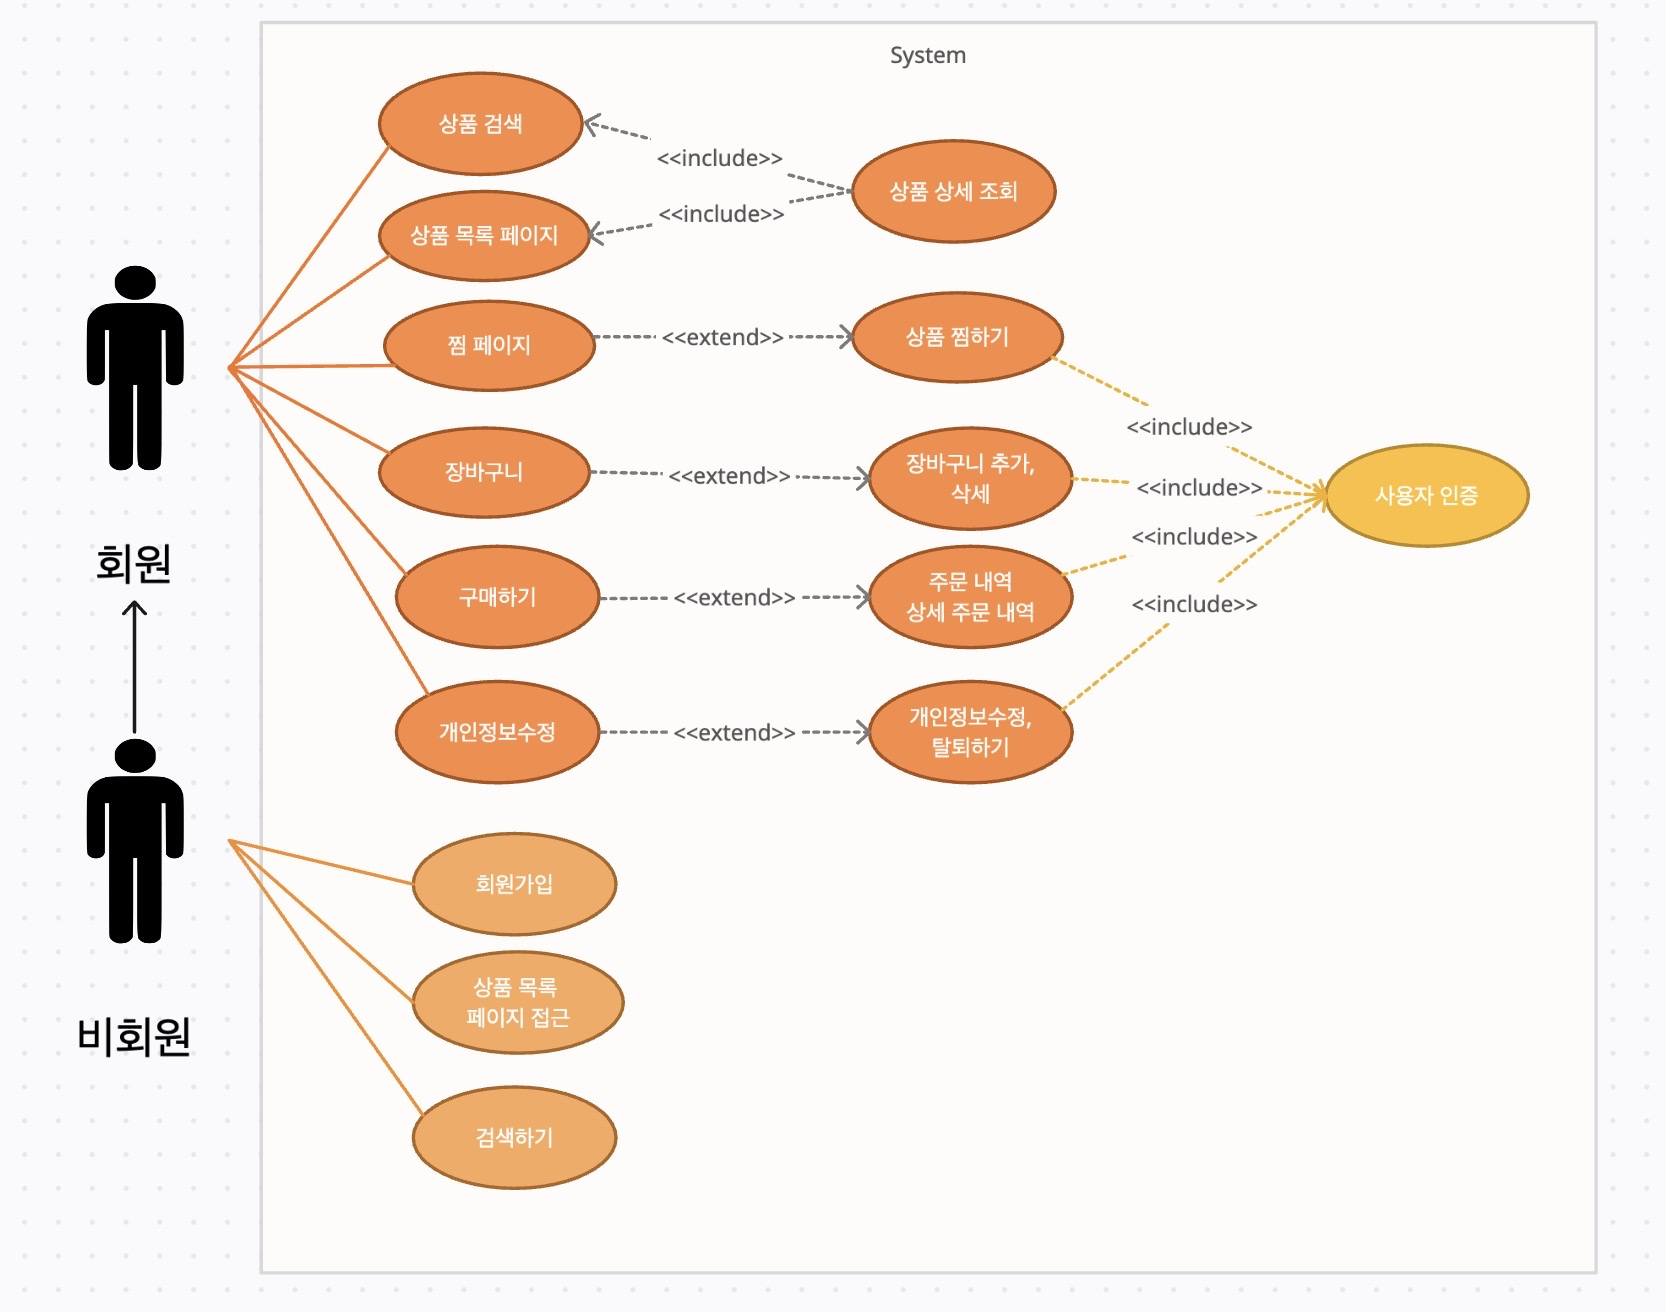 System
상품 검색
<<include>>
상품 상세 조회
<<include>>
상품 목록 페이지
찜 페이지
<<extend>>
상품 찜하기
<<include>>
장바구니
<<extend>>
장바구니 추가,
삭세
<<include>>
사용자 인증
<<include>>
회원
구매하기
<<extend>>
주문 내역
상세 주문 내역
<<include>>
개인정보수정
<<extend>>
개인정보수정,
탈퇴하기
회원가입
상품 목록
페이지 접근
비회원
검색하기